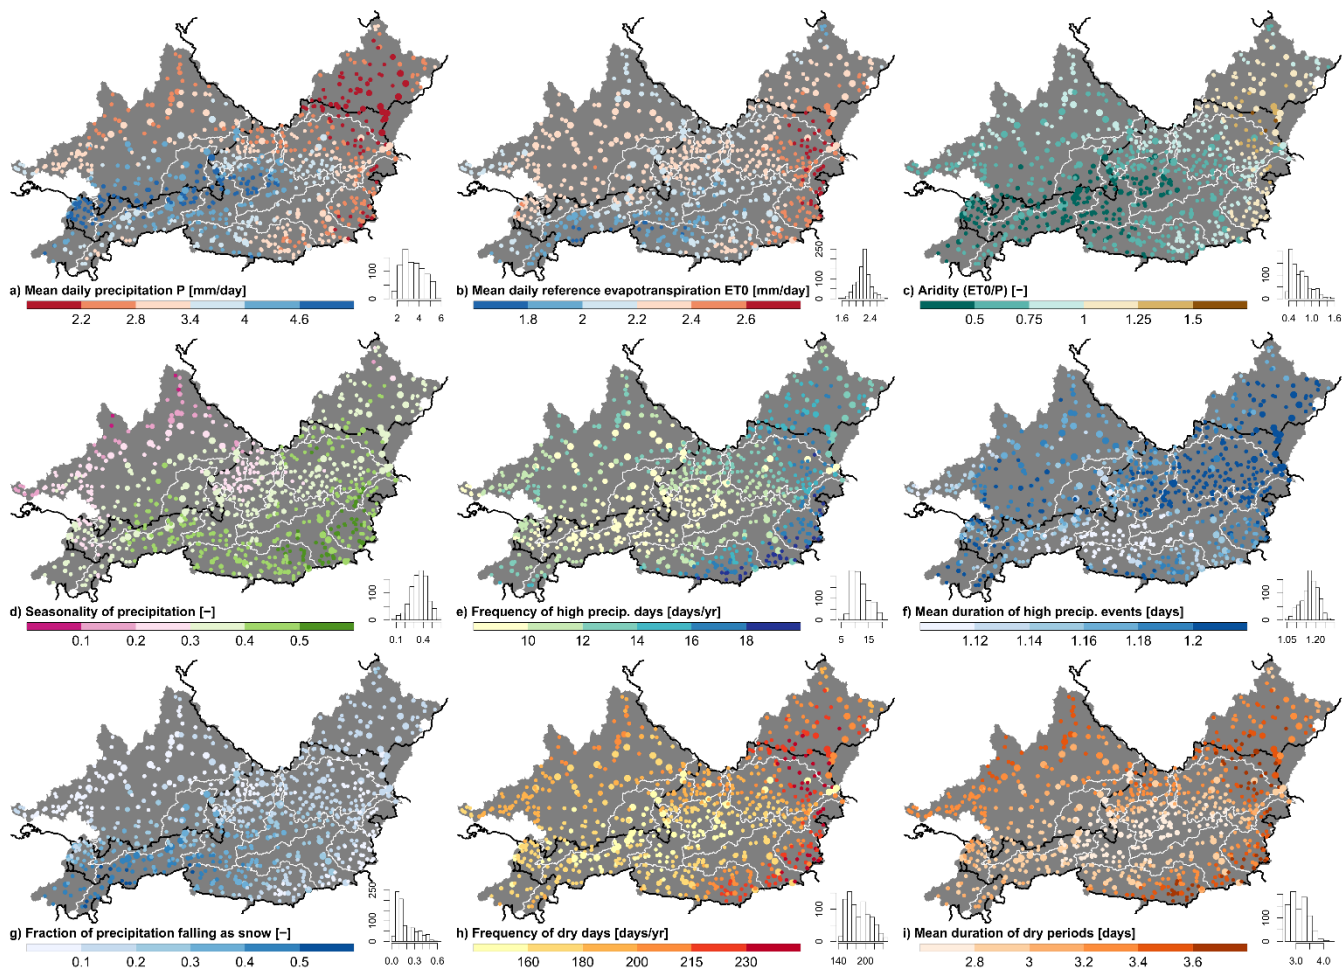 100
0
2 4 6
a) Mean daily precipitation P [mm/day]
2.2 2.8 3.4 4 4.6
250
100
0
1.6 2.4
b) Mean daily reference evapotranspiration ET0 [mm/day]
1.8 2 2.2 2.4 2.6
100
0
0.4 1.0 1.6
c) Aridity (ET0/P) [−]
0.5 0.75 1 1.25 1.5
100
0
0.1 0.4
d) Seasonality of precipitation [−]
0.1 0.2 0.3 0.4 0.5
100
0
5 15
e) Frequency of high precip. days [days/yr]
10 12 14 16 18
100
0
1.05 1.20
f) Mean duration of high precip. events [days]
1.12 1.14 1.16 1.18 1.2
250
100
0
0.0 0.3 0.6
g) Fraction of precipitation falling as snow [−]
0.1 0.2 0.3 0.4 0.5
100
0
140 200
h) Frequency of dry days [days/yr]
160 180 200 215 230
100
0
3.0 4.0
i) Mean duration of dry periods [days]
2.8 3 3.2 3.4 3.6